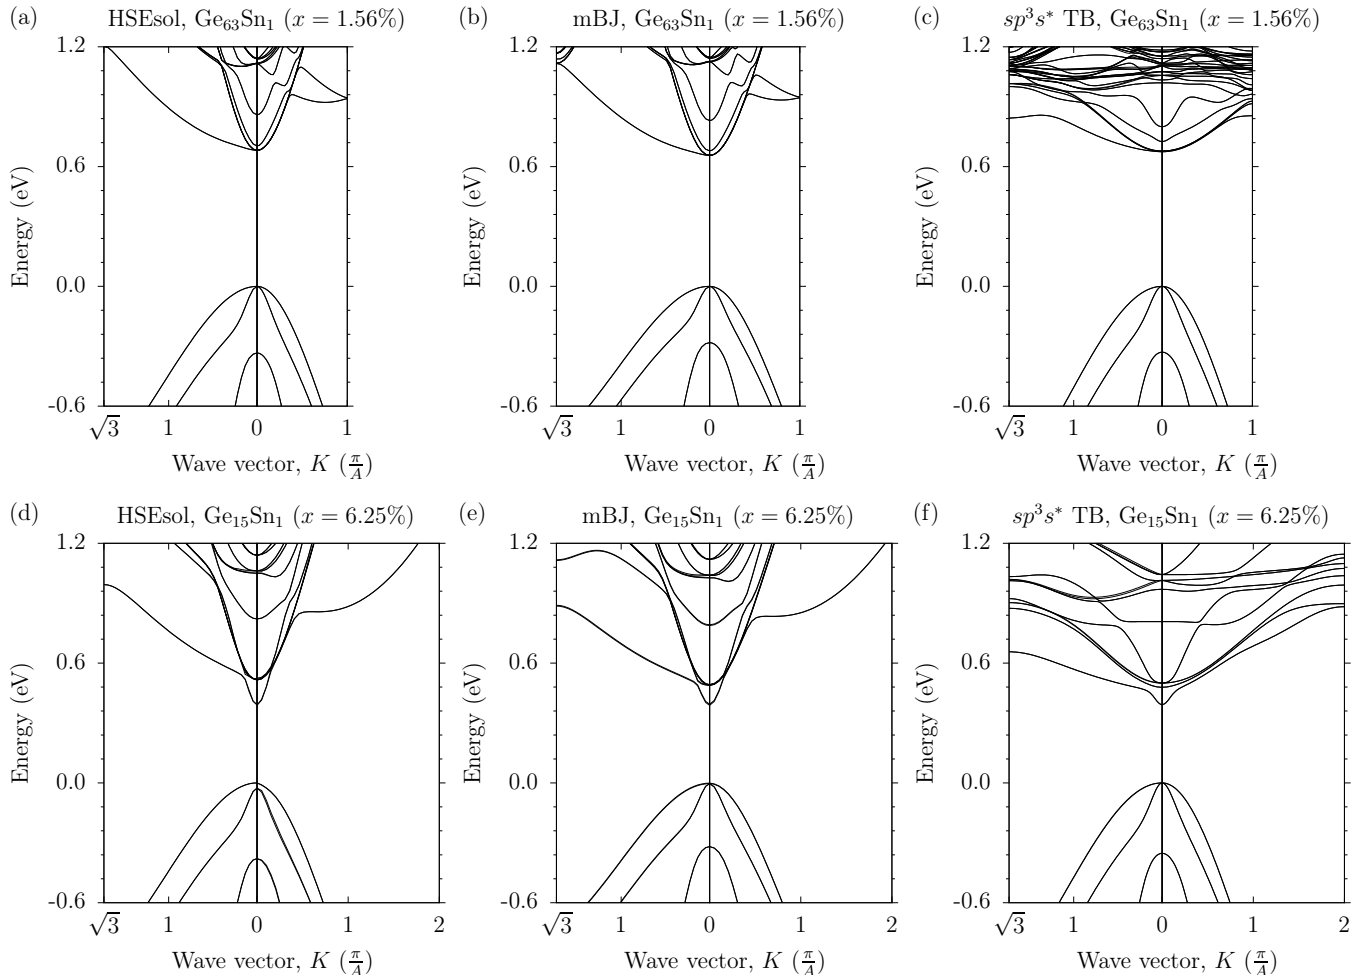 (a) HSEsol, Ge₆₃Sn₁ (x = 1.56%)
1.2
0.6
0.0
-0.6
Energy (eV)
√3 1 0 1
Wave vector, K (π/A)
(b) mBJ, Ge₆₃Sn₁ (x = 1.56%)
1.2
0.6
0.0
-0.6
Energy (eV)
√3 1 0 1
Wave vector, K (π/A)
(c) sp³s* TB, Ge₆₃Sn₁ (x = 1.56%)
1.2
0.6
0.0
-0.6
Energy (eV)
√3 1 0 1
Wave vector, K (π/A)
(d) HSEsol, Ge₁₅Sn₁ (x = 6.25%)
1.2
0.6
0.0
-0.6
Energy (eV)
√3 1 0 1 2
Wave vector, K (π/A)
(e) mBJ, Ge₁₅Sn₁ (x = 6.25%)
1.2
0.6
0.0
-0.6
Energy (eV)
√3 1 0 1 2
Wave vector, K (π/A)
(f) sp³s* TB, Ge₁₅Sn₁ (x = 6.25%)
1.2
0.6
0.0
-0.6
Energy (eV)
√3 1 0 1 2
Wave vector, K (π/A)